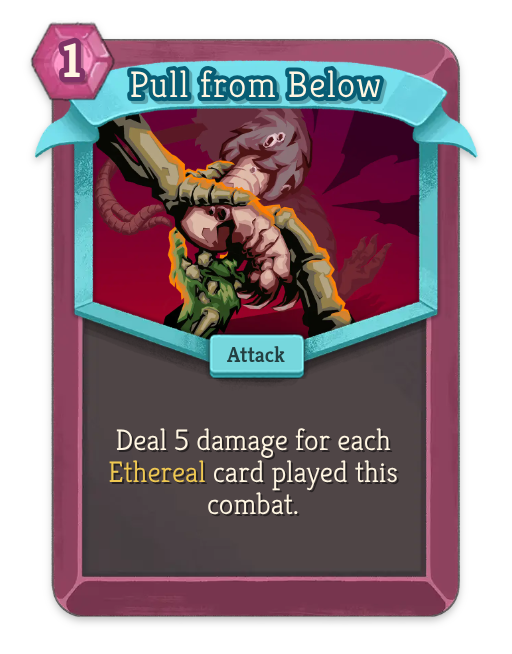 1
Pull from Below
Attack
Deal 5 damage for each
Ethereal card played this
combat.